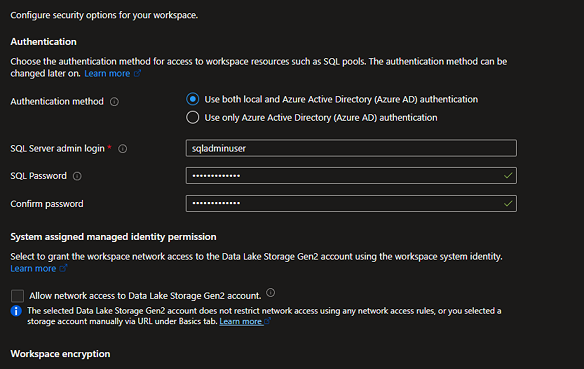 Configure security options for your workspace.
Authentication
Choose the authentication method for access to workspace resources such as SQL pools. The authentication method can be
changed later on. Learn more
Authentication method
Use both local and Azure Active Directory (Azure AD) authentication
Use only Azure Active Directory (Azure AD) authentication
SQL Server admin login * sqladminuser
SQL Password •••••••••••••
Confirm password •••••••••••••
System assigned managed identity permission
Select to grant the workspace network access to the Data Lake Storage Gen2 account using the workspace system identity.
Learn more
Allow network access to Data Lake Storage Gen2 account.
The selected Data Lake Storage Gen2 account does not restrict network access using any network access rules, or you selected a
storage account manually via URL under Basics tab. Learn more
Workspace encryption